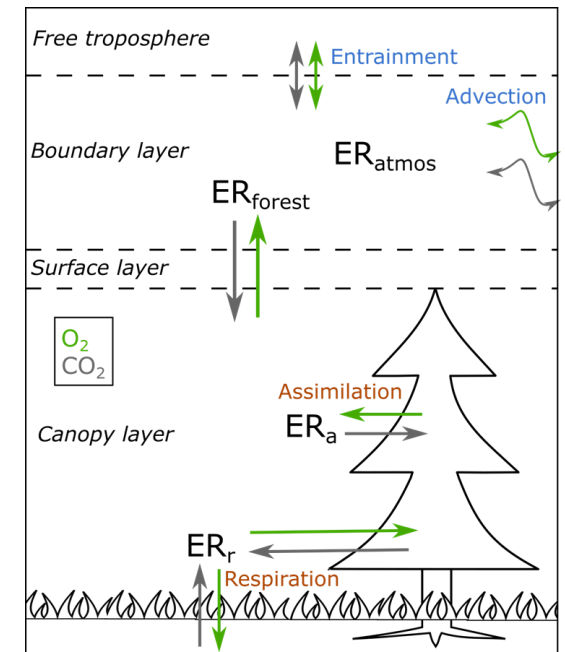 Free troposphere
Entrainment
Advection
Boundary layer
ERatmos
ERforest
Surface layer
O2
CO2
Assimilation
ERa
Canopy layer
ERr
Respiration